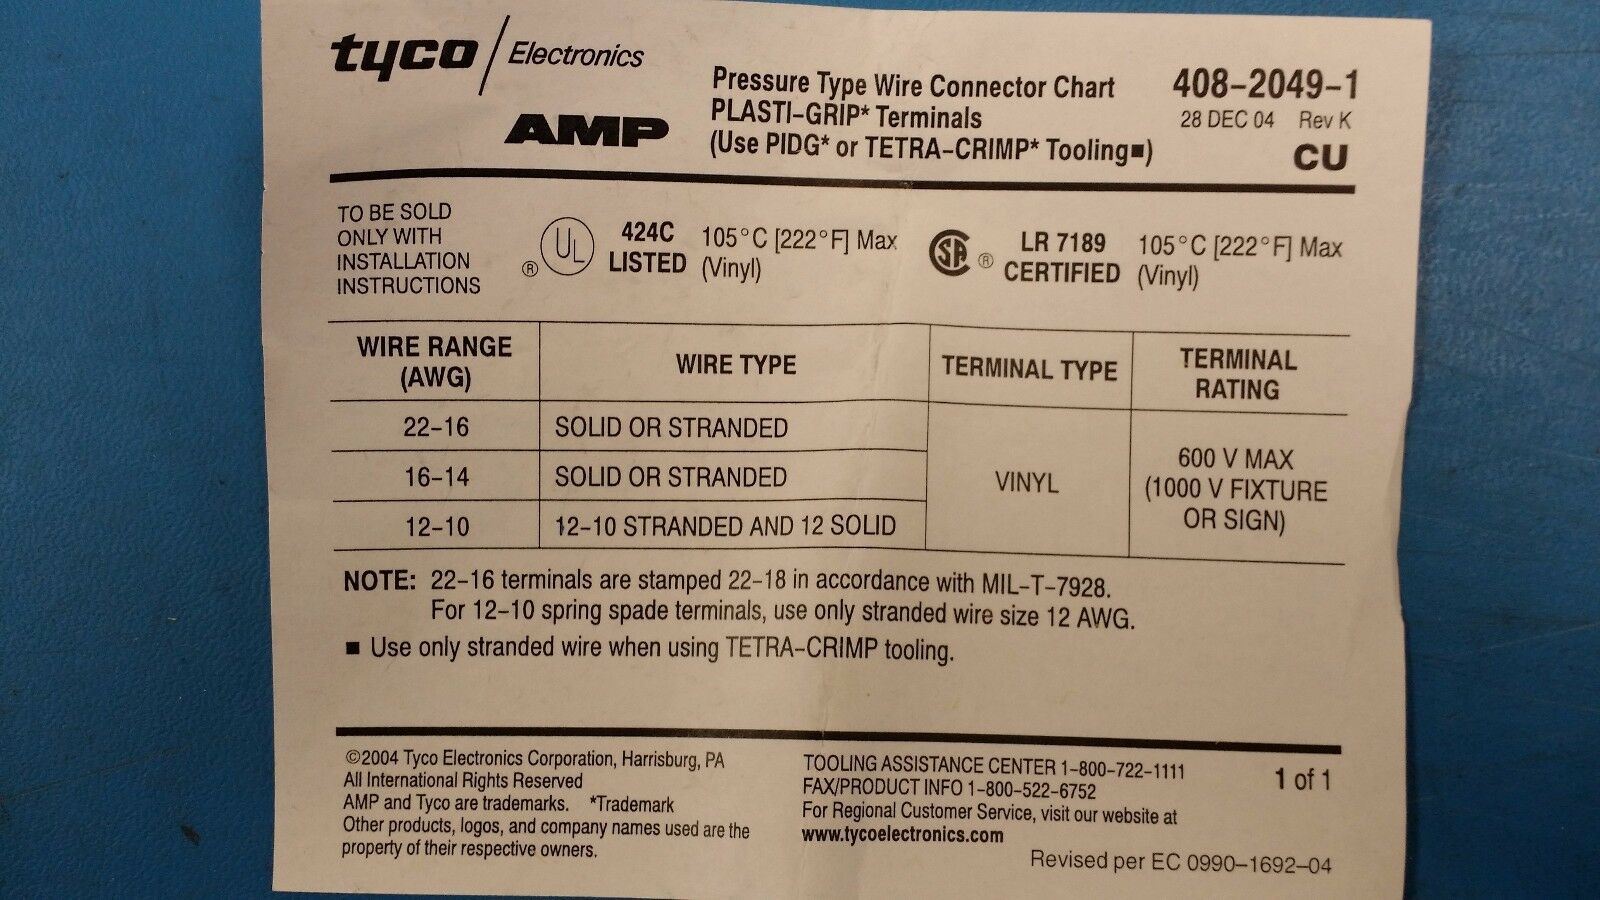 tyco / Electronics
AMP
Pressure Type Wire Connector Chart
PLASTI-GRIP* Terminals
(Use PIDG* or TETRA-CRIMP* Tooling■)
408-2049-1
28 DEC 04 Rev K
CU
TO BE SOLD
ONLY WITH
INSTALLATION
INSTRUCTIONS
® UL
424C
LISTED
105°C [222°F] Max
(Vinyl)
SA ®
LR 7189
CERTIFIED
105°C [222°F] Max
(Vinyl)
WIRE RANGE
(AWG)
WIRE TYPE
TERMINAL TYPE
TERMINAL
RATING
22-16 SOLID OR STRANDED
16-14 SOLID OR STRANDED
12-10 12-10 STRANDED AND 12 SOLID
VINYL
600 V MAX
(1000 V FIXTURE
OR SIGN)
NOTE: 22-16 terminals are stamped 22-18 in accordance with MIL-T-7928.
For 12-10 spring spade terminals, use only stranded wire size 12 AWG.
■ Use only stranded wire when using TETRA-CRIMP tooling.
©2004 Tyco Electronics Corporation, Harrisburg, PA
All International Rights Reserved
AMP and Tyco are trademarks. *Trademark
Other products, logos, and company names used are the
property of their respective owners.
TOOLING ASSISTANCE CENTER 1-800-722-1111
FAX/PRODUCT INFO 1-800-522-6752
For Regional Customer Service, visit our website at
www.tycoelectronics.com
1 of 1
Revised per EC 0990-1692-04